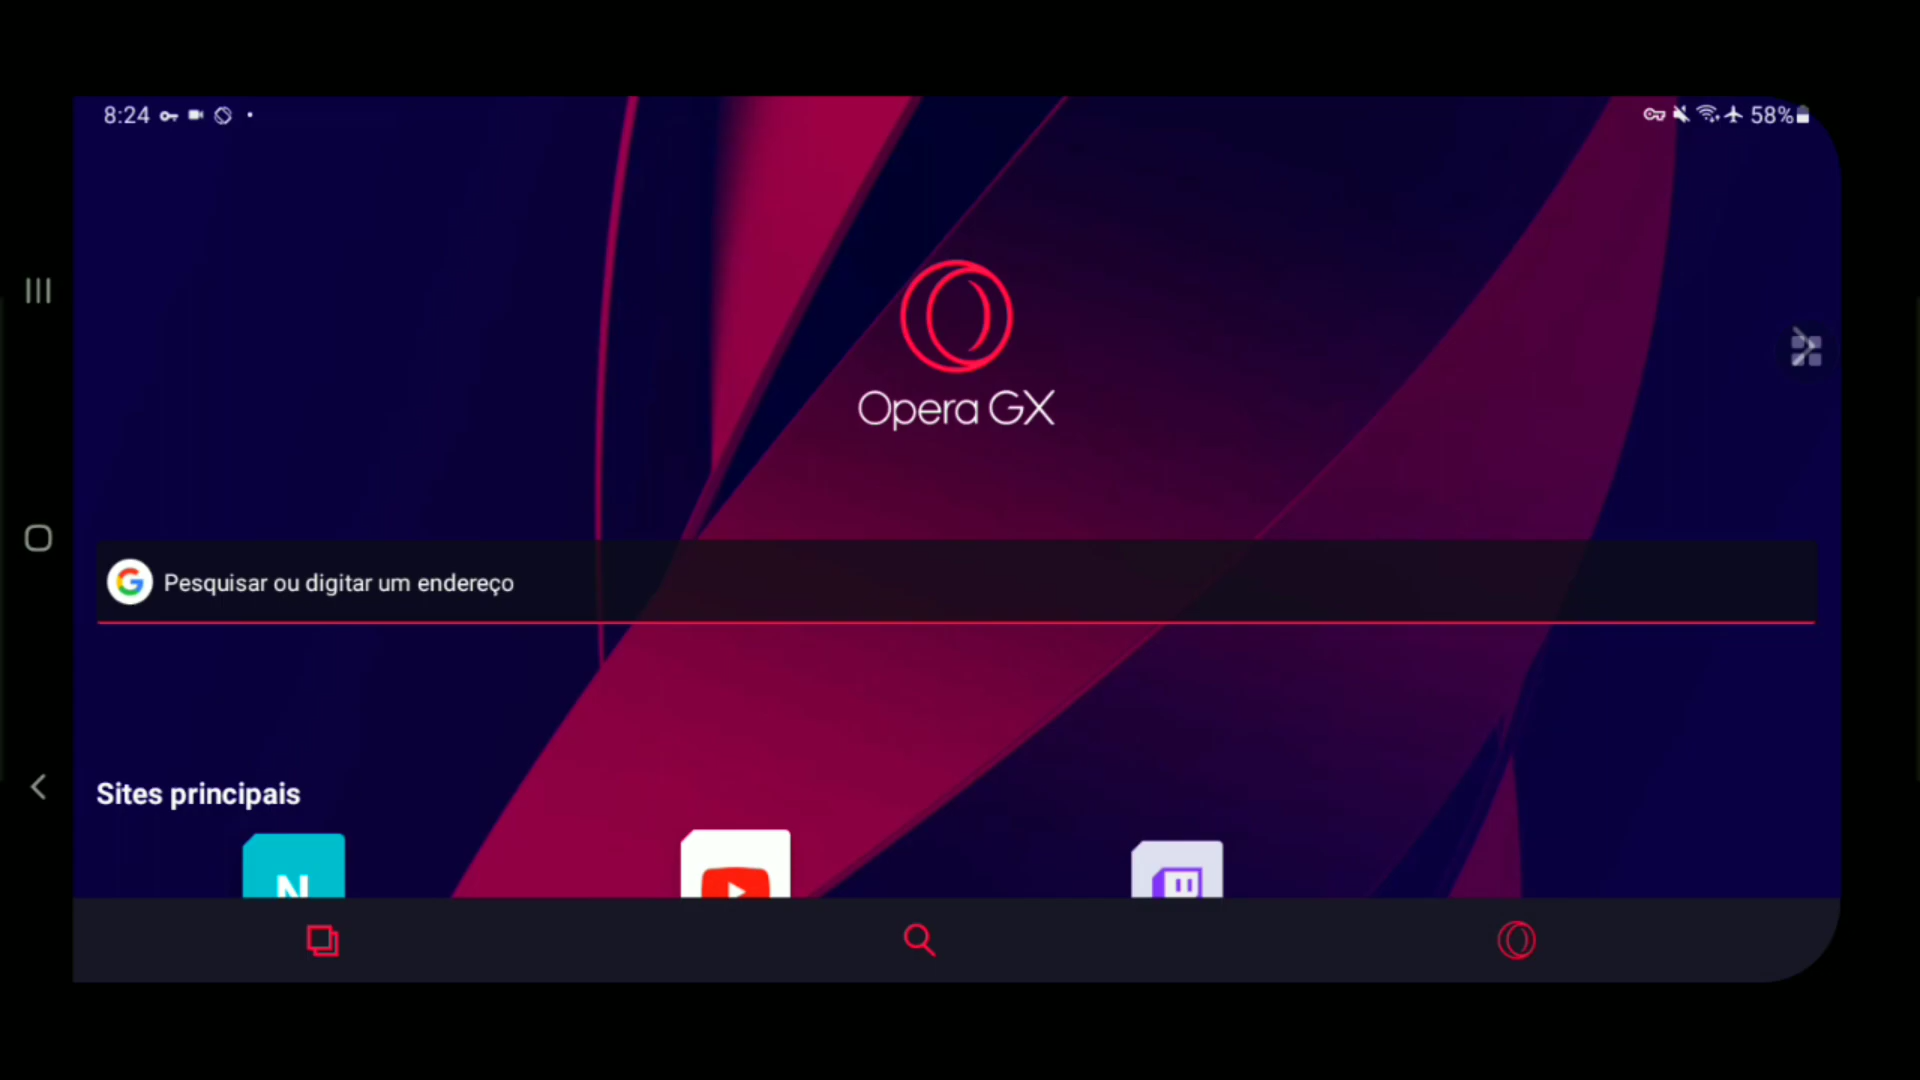 8:24
58%
Opera GX
Pesquisar ou digitar um endereço
Sites principais
N